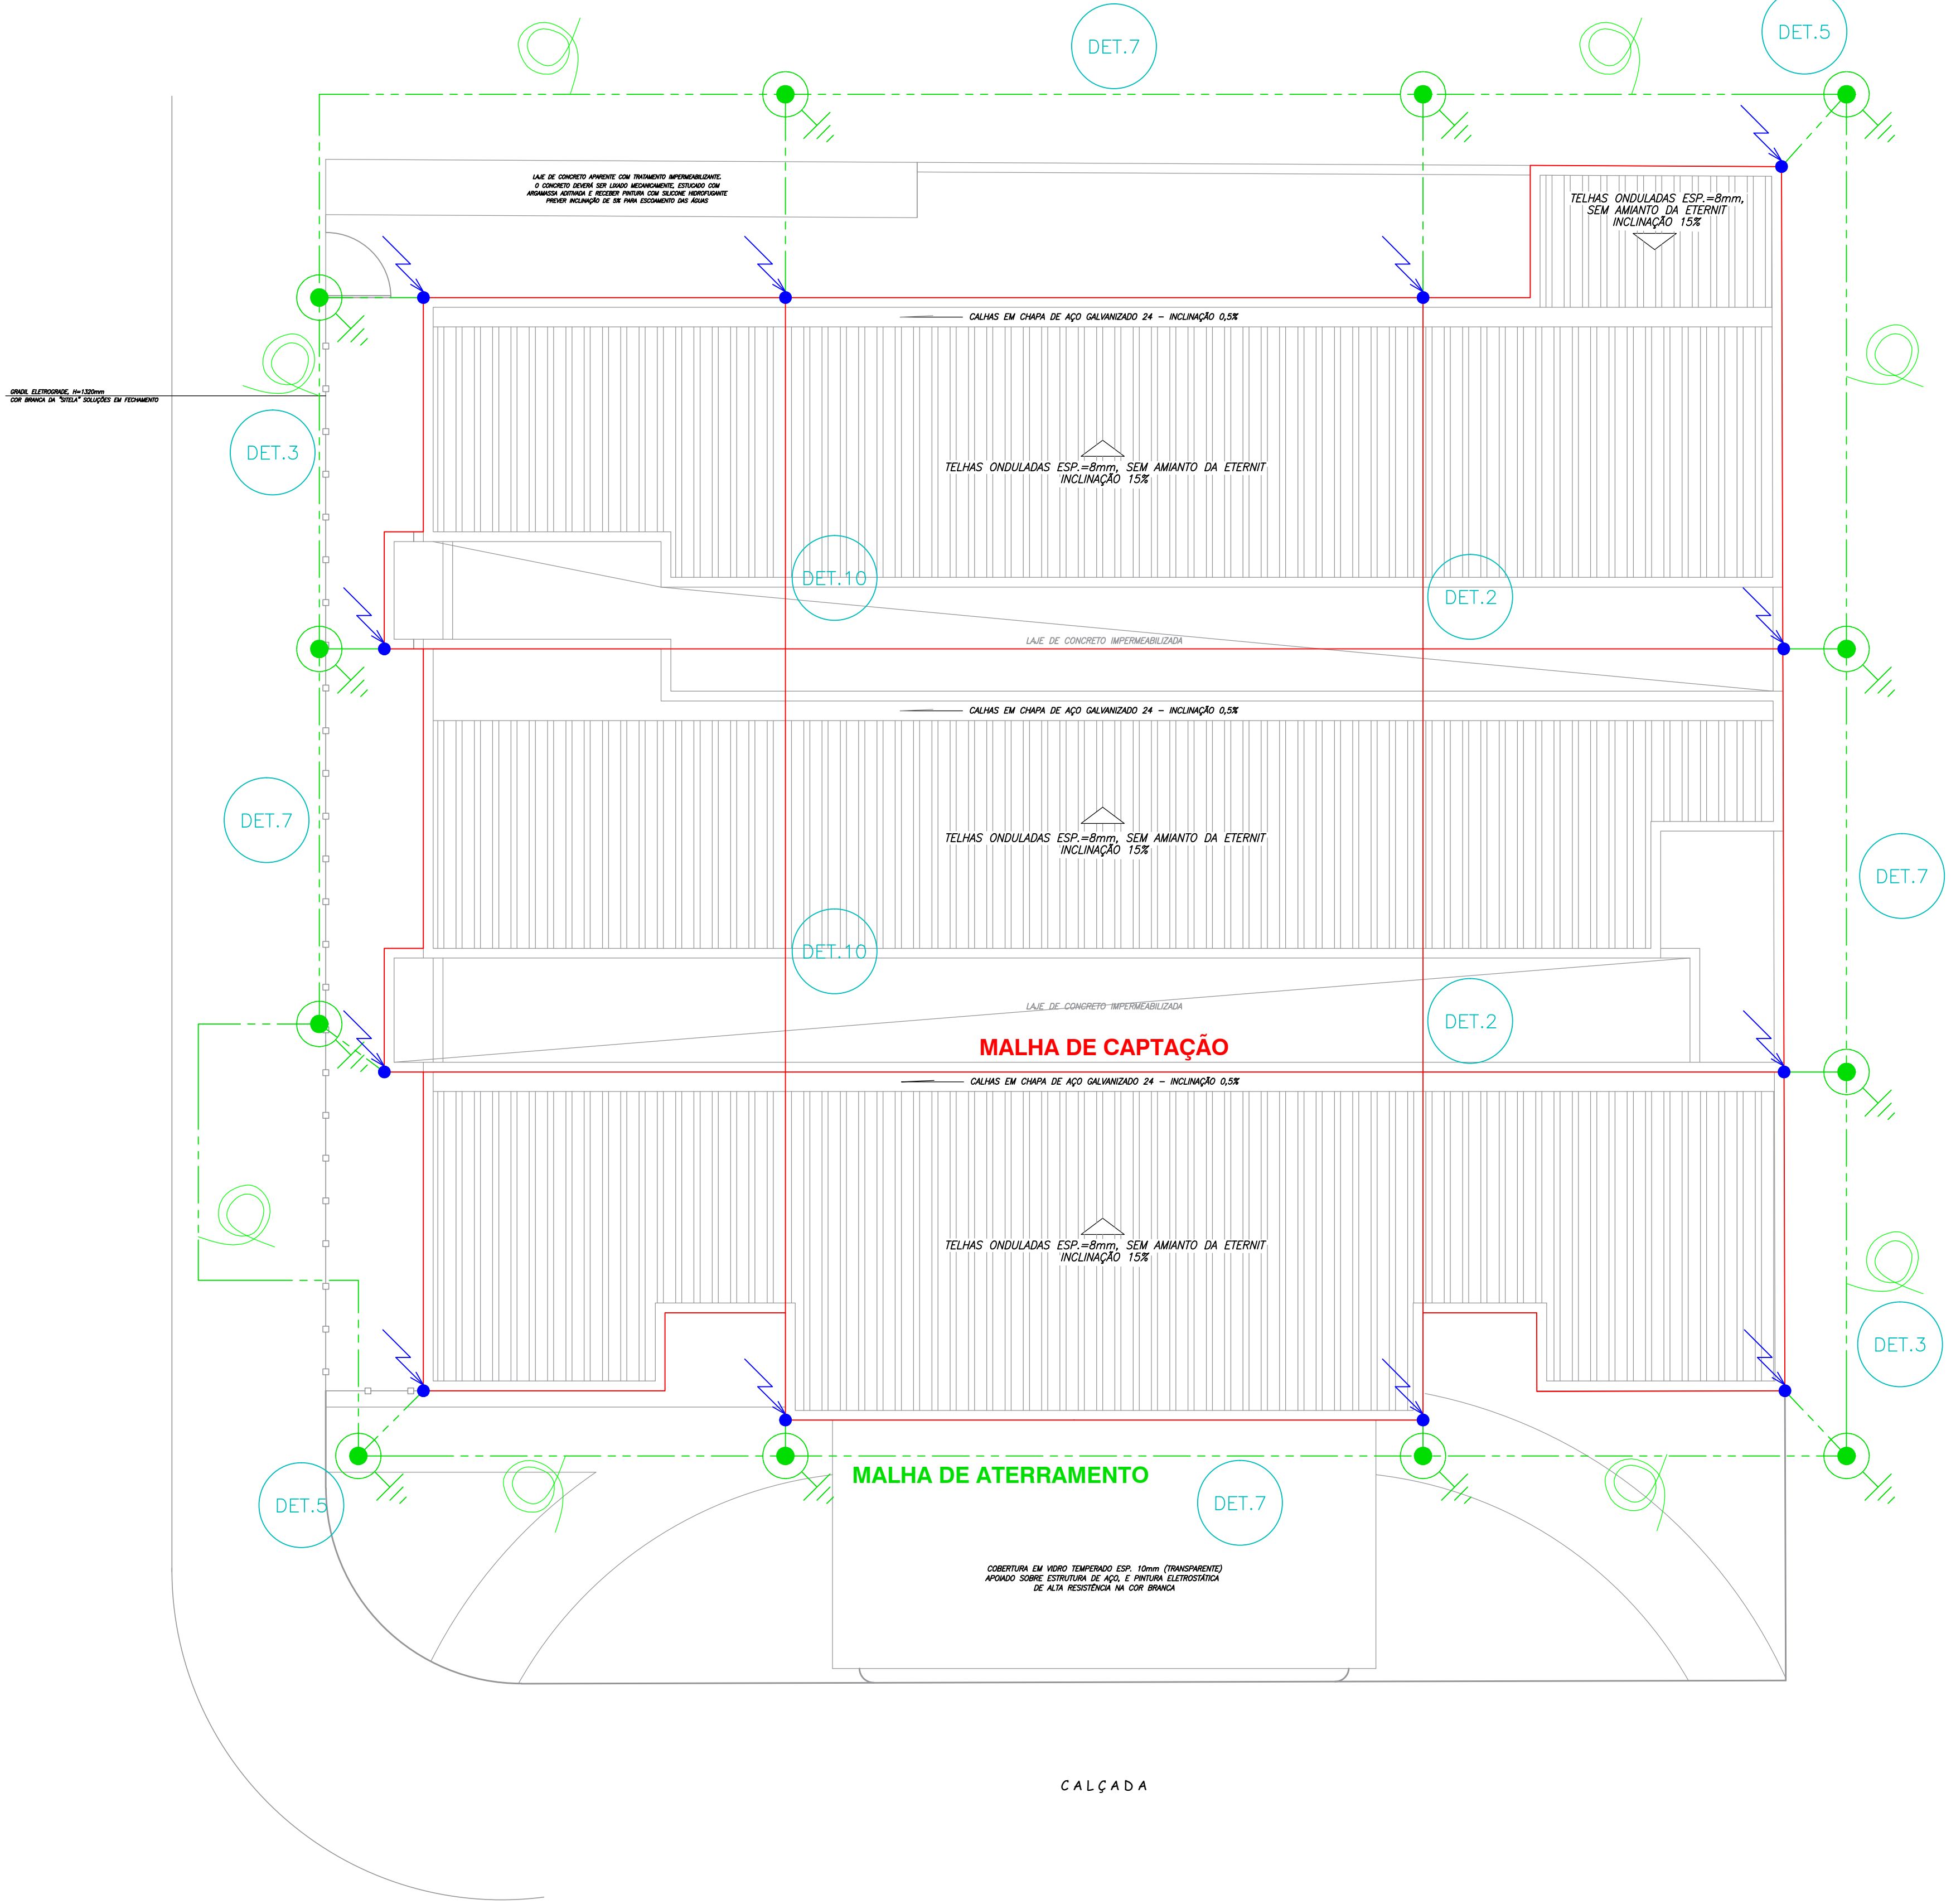 DET.5
DET.7
LAJE DE CONCRETO APARENTE COM TRATAMENTO IMPERMEABILIZANTE.
O CONCRETO DEVERÁ SER LIXADO MECANICAMENTE, ESTUCADO COM
ARGAMASSA ADITIVADA E RECEBER PINTURA COM SILICONE HIDROFUGANTE
PREVER INCLINAÇÃO DE 5% PARA ESCOAMENTO DAS ÁGUAS
TELHAS ONDULADAS ESP.=8mm,
SEM AMIANTO DA ETERNIT
INCLINAÇÃO 15%
CALHAS EM CHAPA DE AÇO GALVANIZADO 24 - INCLINAÇÃO 0,5%
GRADIL ELETROGRADE, H=1320mm
COR BRANCA DA "SITELA" SOLUÇÕES EM FECHAMENTO
DET.3
TELHAS ONDULADAS ESP.=8mm, SEM AMIANTO DA ETERNIT
INCLINAÇÃO 15%
DET.10
DET.2
LAJE DE CONCRETO IMPERMEABILIZADA
CALHAS EM CHAPA DE AÇO GALVANIZADO 24 - INCLINAÇÃO 0,5%
DET.7
TELHAS ONDULADAS ESP.=8mm, SEM AMIANTO DA ETERNIT
INCLINAÇÃO 15%
DET.7
DET.10
LAJE DE CONCRETO IMPERMEABILIZADA
DET.2
MALHA DE CAPTAÇÃO
CALHAS EM CHAPA DE AÇO GALVANIZADO 24 - INCLINAÇÃO 0,5%
TELHAS ONDULADAS ESP.=8mm, SEM AMIANTO DA ETERNIT
INCLINAÇÃO 15%
DET.3
MALHA DE ATERRAMENTO
DET.5
DET.7
COBERTURA EM VIDRO TEMPERADO ESP. 10mm (TRANSPARENTE)
APOIADO SOBRE ESTRUTURA DE AÇO, E PINTURA ELETROSTÁTICA
DE ALTA RESISTÊNCIA NA COR BRANCA
CALÇADA